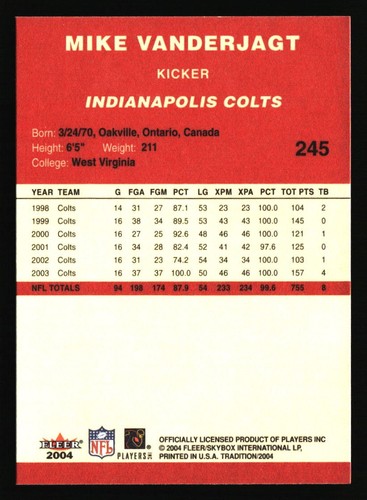 MIKE VANDERJAGT
KICKER
INDIANAPOLIS COLTS
Born: 3/24/70, Oakville, Ontario, Canada
Height: 6'5" Weight: 211
College: West Virginia
245
YEAR TEAM G FGA FGM PCT LG XPM XPA PCT TOT PTS TB
1998 Colts 14 31 27 87.1 53 23 23 100.0 104 2
1999 Colts 16 38 34 89.5 53 43 43 100.0 145 0
2000 Colts 16 27 25 92.6 48 46 46 100.0 121 1
2001 Colts 16 34 28 82.4 52 41 42 97.6 125 0
2002 Colts 16 31 23 74.2 54 34 34 100.0 103 1
2003 Colts 16 37 37 100.0 50 46 46 100.0 157 4
NFL TOTALS 94 198 174 87.9 54 233 234 99.6 755 8
FLEER
2004
NFL
PLAYERS INC
OFFICIALLY LICENSED PRODUCT OF PLAYERS INC
© 2004 FLEER/SKYBOX INTERNATIONAL LP,
PRINTED IN U.S.A. TRADITION/2004